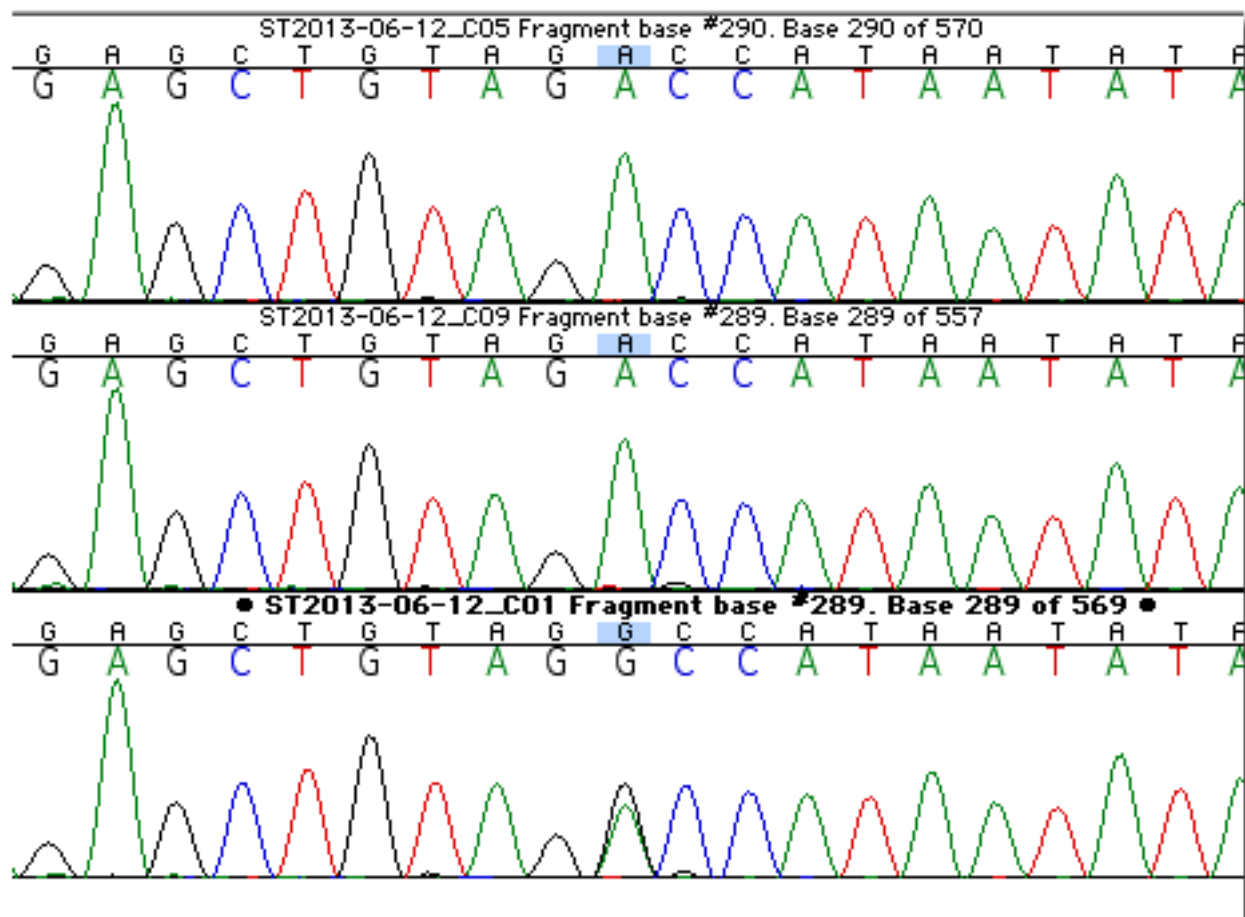 ST2013-06-12_C05 Fragment base #290. Base 290 of 570
G A G C T G T A G A C C A T A A T A T A
G A G C T G T A G A C C A T A A T A T A
ST2013-06-12_C09 Fragment base #289. Base 289 of 557
G A G C T G T A G A C C A T A A T A T A
G A G C T G T A G A C C A T A A T A T A
● ST2013-06-12_C01 Fragment base #289. Base 289 of 569 ●
G A G C T G T A G G C C A T A A T A T A
G A G C T G T A G G C C A T A A T A T A